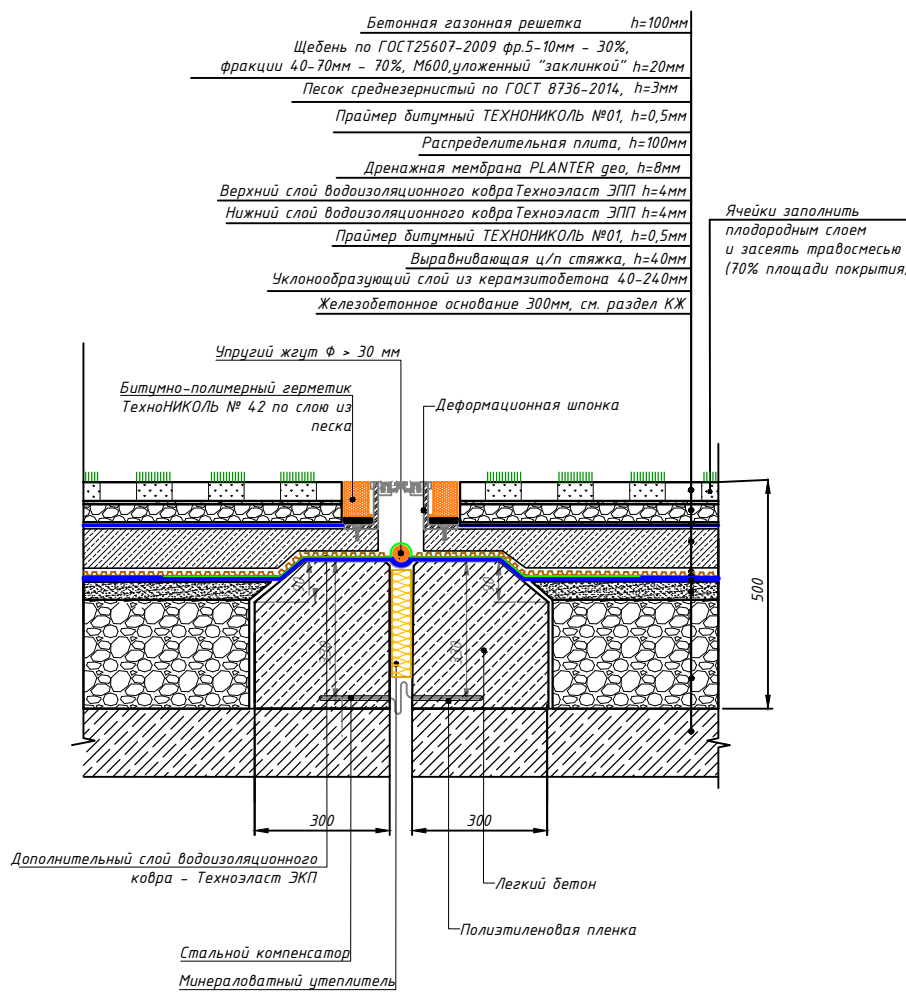 Бетонная газонная решетка h=100мм
Щебень по ГОСТ25607-2009 фр.5-10мм - 30%,
фракции 40-70мм - 70%, М600,уложенный "заклинкой" h=20мм
Песок среднезернистый по ГОСТ 8736-2014, h=3мм
Праймер битумный ТЕХНОНИКОЛЬ №01, h=0,5мм
Распределительная плита, h=100мм
Дренажная мембрана PLANTER geo, h=8мм
Верхний слой водоизоляционного ковраТехноэласт ЭПП h=4мм
Нижний слой водоизоляционного ковраТехноэласт ЭПП h=4мм
Праймер битумный ТЕХНОНИКОЛЬ №01, h=0,5мм
Выравнивающая ц/п стяжка, h=40мм
Уклонообразующий слой из керамзитобетона 40-240мм
Железобетонное основание 300мм, см. раздел КЖ
Ячейки заполнить
плодородным слоем
и засеять травосмесью
(70% площади покрытия)
Упругий жгут Ф > 30 мм
Битумно-полимерный герметик
ТехноНИКОЛЬ № 42 по слою из
песка
Деформационная шпонка
90
90
500
330
330
300
300
Дополнительный слой водоизоляционного
ковра - Техноэласт ЭКП
Легкий бетон
Полиэтиленовая пленка
Стальной компенсатор
Минераловатный утеплитель